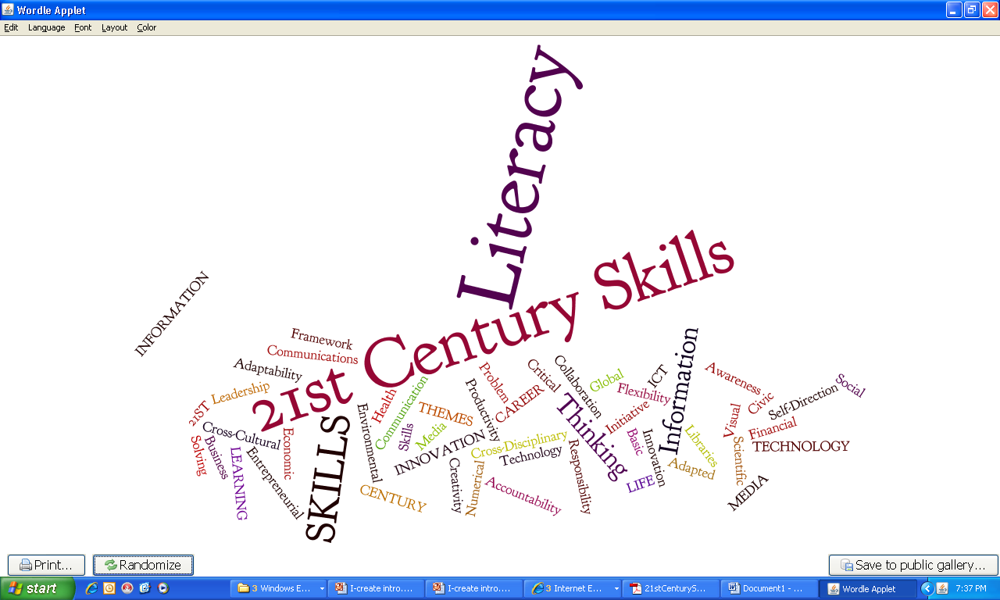 Wordle Applet
Edit Language Font Layout Color
Literacy
21st Century Skills
INFORMATION
Framework
Communications
Adaptability
Leadership
21ST
Cross-Cultural
Solving
Business
LEARNING
Entrepreneurial
Economic
SKILLS
Environmental
Health
Communication
Skills
THEMES
Media
INNOVATION
CENTURY
Problem
Productivity
CAREER
Critical
Collaboration
Global
Flexibility
ICT
Thinking
Initiative
Cross-Disciplinary
Technology
Creativity
Numerical
Accountability
Responsibility
Basic
Innovation
LIFE
Information
Libraries
Adapted
Awareness
Civic
Visual
Self-Direction
Social
Financial
Scientific
TECHNOLOGY
MEDIA
Print...
Randomize
Save to public gallery...
start
3 Windows E...
I-create intro....
I-create intro....
3 Internet E...
21stCenturyS...
Document1 - ...
Wordle Applet
7:37 PM